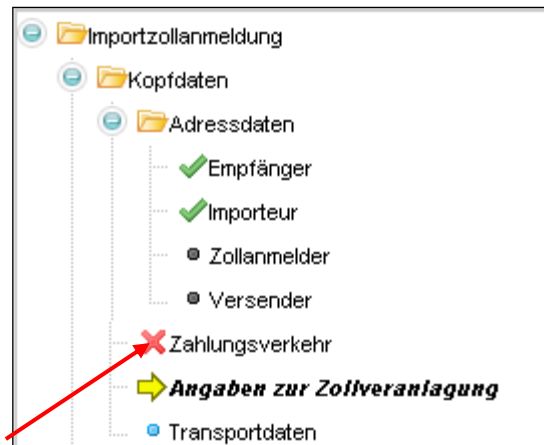 Importzollanmeldung
Kopfdaten
Adressdaten
Empfänger
Importeur
Zollanmelder
Versender
Zahlungsverkehr
Angaben zur Zollveranlagung
Transportdaten